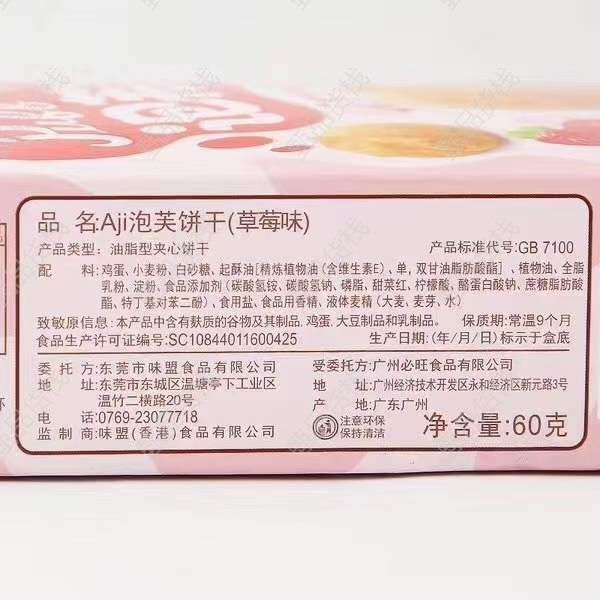 品 名:Aji泡芙饼干(草莓味)
产品类型：油脂型夹心饼干 产品标准代号:GB 7100
配 料：鸡蛋、小麦粉、白砂糖、起酥油[精炼植物油(含维生素E)、单，双甘油脂肪酸酯]、植物油、全脂
乳粉、淀粉、食品添加剂(碳酸氢铵、碳酸氢钠、磷脂、甜菜红、柠檬酸、酪蛋白酸钠、蔗糖脂肪酸
酯、特丁基对苯二酚)、食用盐、食品用香精、液体麦精(大麦、麦芽、水)
致敏原信息:本产品中含有麸质的谷物及其制品,鸡蛋,大豆制品和乳制品。 保质期:常温9个月
食品生产许可证编号:SC10844011600425 生产日期:(年/月/日)标示于盒底
委 托 方:东莞市味盟食品有限公司
地 址:东莞市东城区温塘亭下工业区
温竹二横路20号
电 话:0769-23077718
监 制 商:味盟(香港)食品有限公司
受委托方:广州必旺食品有限公司
地 址:广州经济技术开发区永和经济区新元路3号
产 地:广东广州
注意环保
保持清洁
净含量:60克